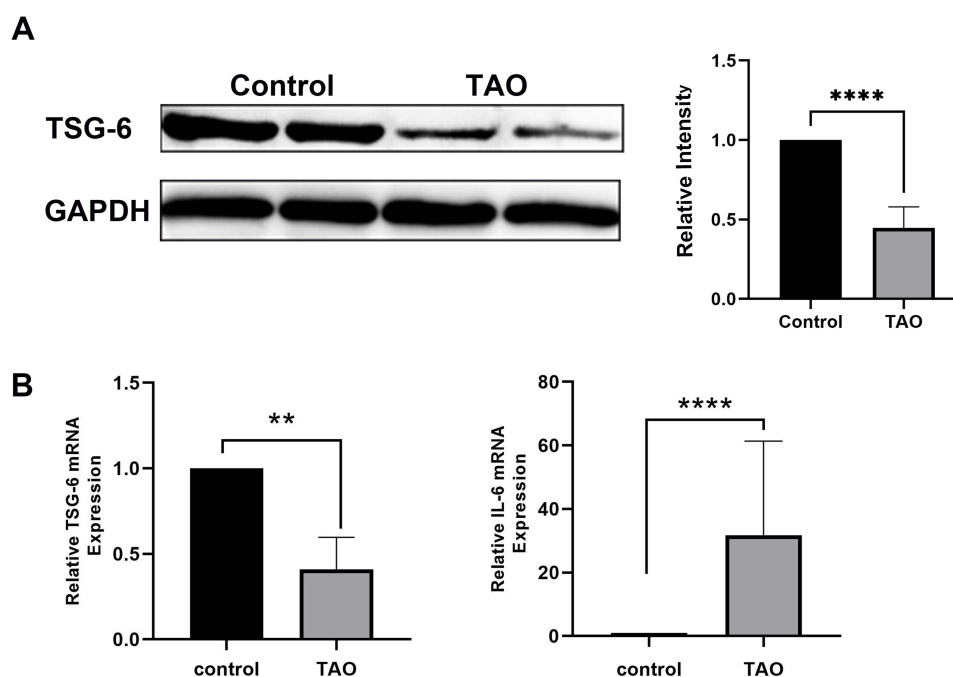 A
Control TAO
TSG-6
GAPDH
Relative Intensity
1.5
1.0
0.5
0.0
****
Control TAO
B
Relative TSG-6 mRNA
Expression
1.5
1.0
0.5
0.0
**
control TAO
Relative IL-6 mRNA
Expression
80
60
40
20
0
****
control TAO